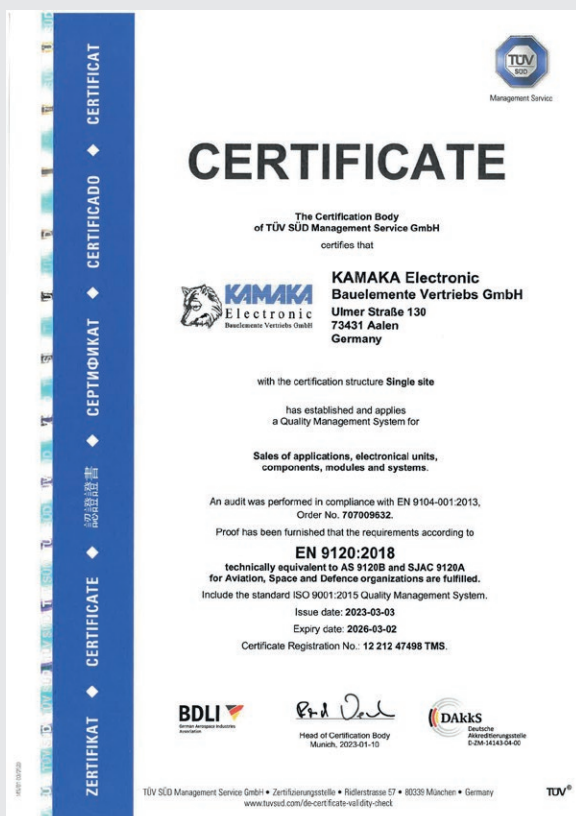 ZERTIFIKAT ◆ CERTIFICATE ◆ 認證證書 ◆ СЕРТИФИКАТ ◆ CERTIFICADO ◆ CERTIFICAT
TÜV
SÜD
Management Service
CERTIFICATE
The Certification Body
of TÜV SÜD Management Service GmbH
certifies that
KAMAKA
Electronic
Bauelemente Vertriebs GmbH
KAMAKA Electronic
Bauelemente Vertriebs GmbH
Ulmer Straße 130
73431 Aalen
Germany
with the certification structure Single site
has established and applies
a Quality Management System for
Sales of applications, electronical units,
components, modules and systems.
An audit was performed in compliance with EN 9104-001:2013,
Order No. 707009632.
Proof has been furnished that the requirements according to
EN 9120:2018
technically equivalent to AS 9120B and SJAC 9120A
for Aviation, Space and Defence organizations are fulfilled.
Include the standard ISO 9001:2015 Quality Management System.
Issue date: 2023-03-03
Expiry date: 2026-03-02
Certificate Registration No.: 12 212 47498 TMS.
BDLI
German Aerospace Industries
Association
Head of Certification Body
Munich, 2023-01-10
DAkkS
Deutsche
Akkreditierungsstelle
D-ZM-14143-04-00
TÜV SÜD Management Service GmbH • Zertifizierungsstelle • Ridlerstrasse 57 • 80339 München • Germany
www.tuvsud.com/de-certificate-validity-check
TÜV®